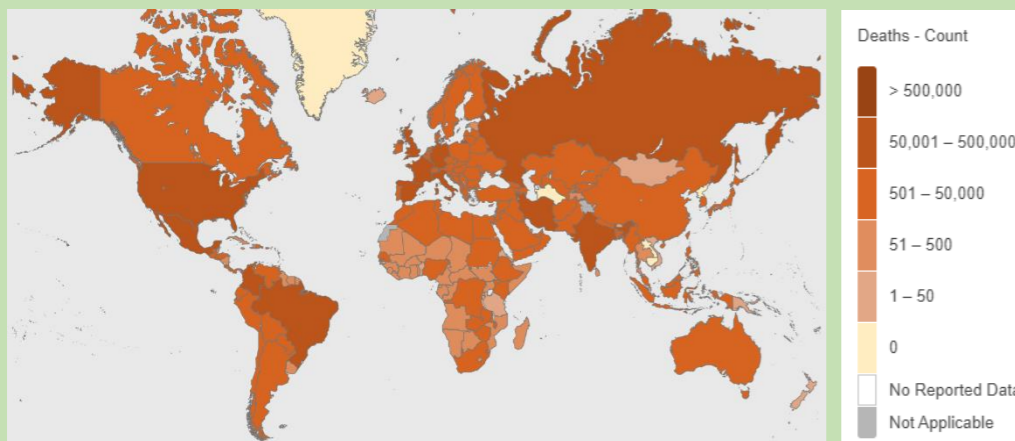 Deaths - Count
> 500,000
50,001 – 500,000
501 – 50,000
51 – 500
1 – 50
0
No Reported Data
Not Applicable